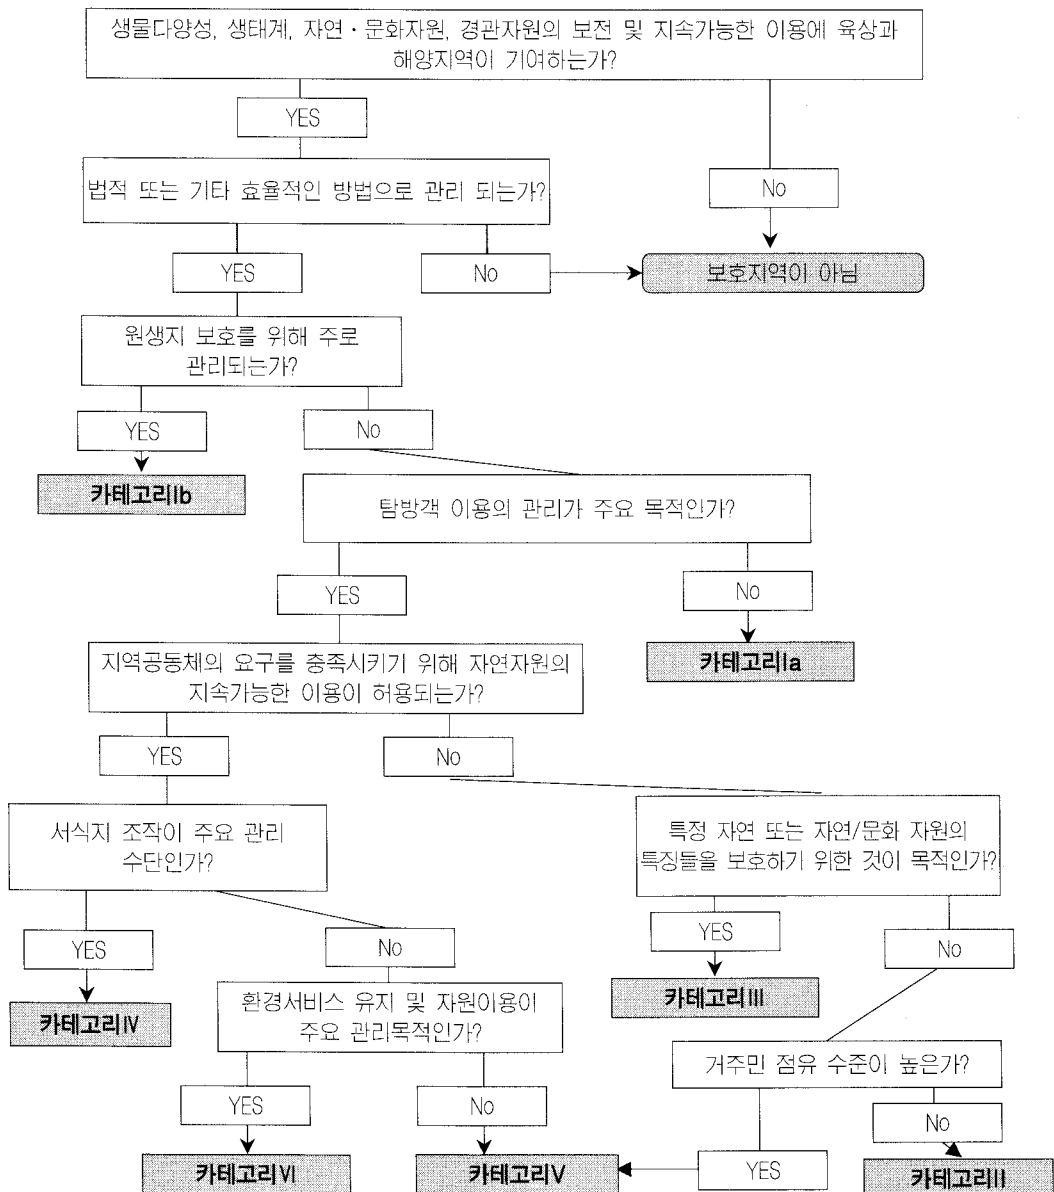 생물다양성, 생태계, 자연·문화자원, 경관자원의 보전 및 지속가능한 이용에 육상과
해양지역이 기여하는가?
YES
No
법적 또는 기타 효율적인 방법으로 관리 되는가?
YES
No
보호지역이 아님
원생지 보호를 위해 주로
관리되는가?
YES
No
카테고리Ib
탐방객 이용의 관리가 주요 목적인가?
YES
No
카테고리Ia
지역공동체의 요구를 충족시키기 위해 자연자원의
지속가능한 이용이 허용되는가?
YES
No
서식지 조작이 주요 관리
수단인가?
특정 자연 또는 자연/문화 자원의
특징들을 보호하기 위한 것이 목적인가?
YES
No
YES
No
카테고리IV
환경서비스 유지 및 자원이용이
주요 관리목적인가?
카테고리III
거주민 점유 수준이 높은가?
YES
No
No
YES
카테고리VI
카테고리V
카테고리II